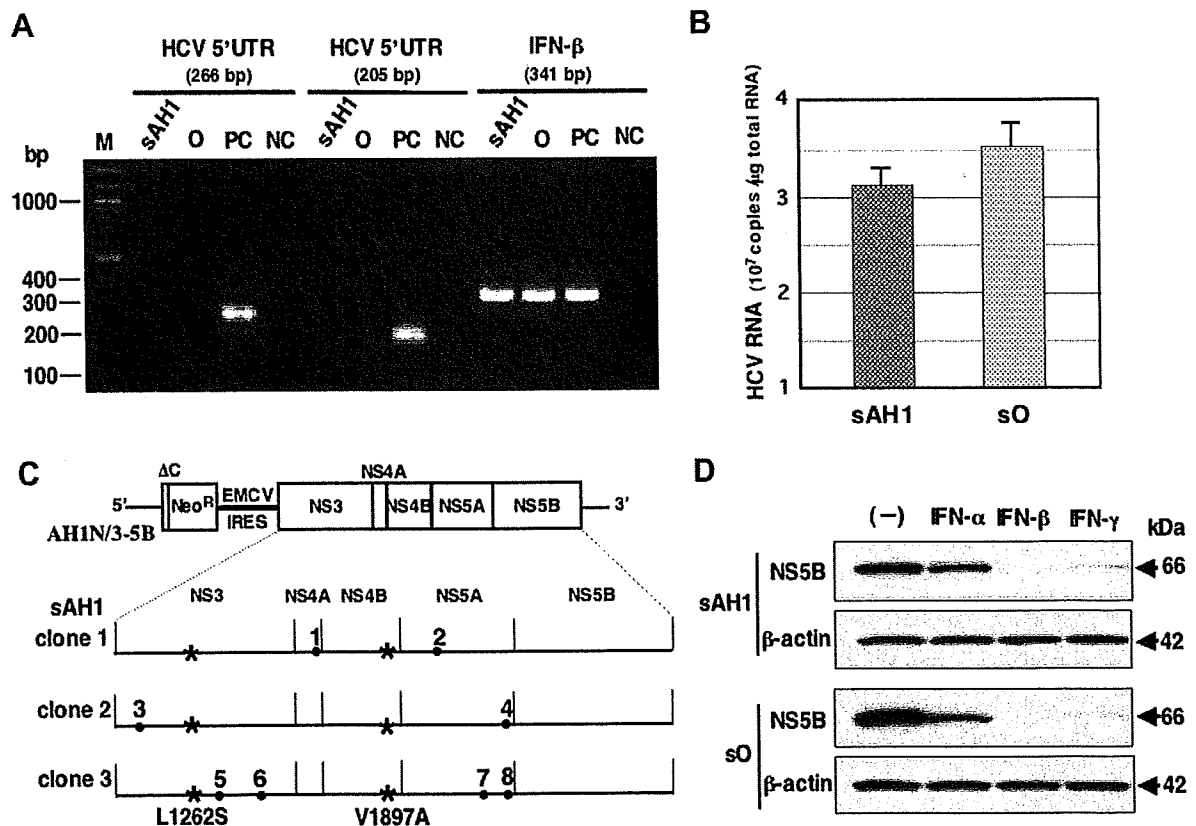 A
HCV 5'UTR
(266 bp)
HCV 5'UTR
(205 bp)
IFN-β
(341 bp)
bp
M
sAH1
O
PC
NC
sAH1
O
PC
NC
sAH1
O
PC
NC
1000
400
300
200
100
B
HCV RNA (10⁷ copies /µg total RNA)
4
3
2
1
sAH1
sO
C
ΔC
NS4A
5'
Neoᴿ
EMCV
IRES
NS3
NS4B
NS5A
NS5B
3'
AH1N/3-5B
sAH1
NS3
NS4A
NS4B
NS5A
NS5B
clone 1
*
1
*
2
clone 2
3
*
*
4
clone 3
*
5
6
*
7
8
L1262S
V1897A
D
(−)
IFN-α
IFN-β
IFN-γ
kDa
sAH1
NS5B
66
β-actin
42
sO
NS5B
66
β-actin
42